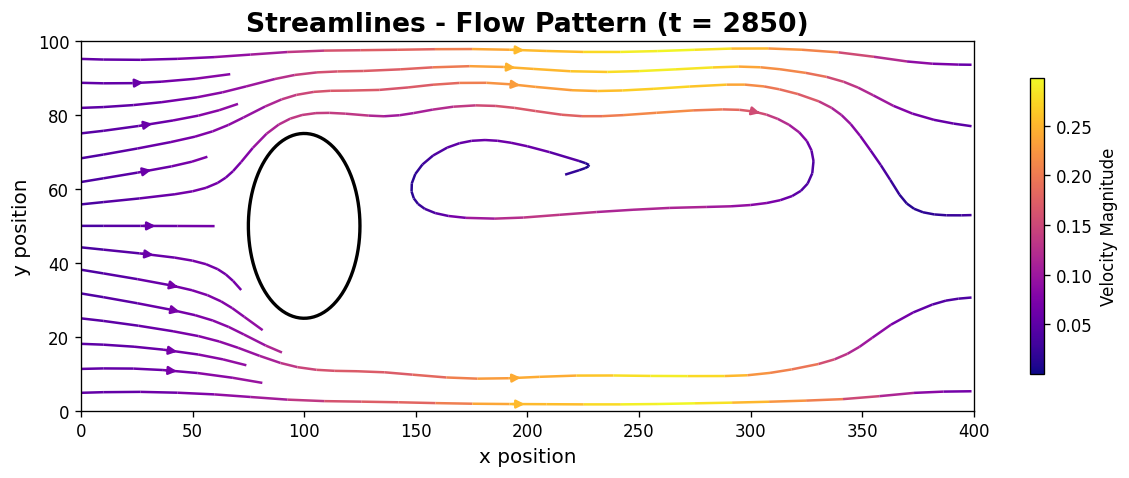 Streamlines - Flow Pattern (t = 2850)
100
80
60
40
20
0
y position
0 50 100 150 200 250 300 350 400
x position
0.25
0.20
0.15
0.10
0.05
Velocity Magnitude